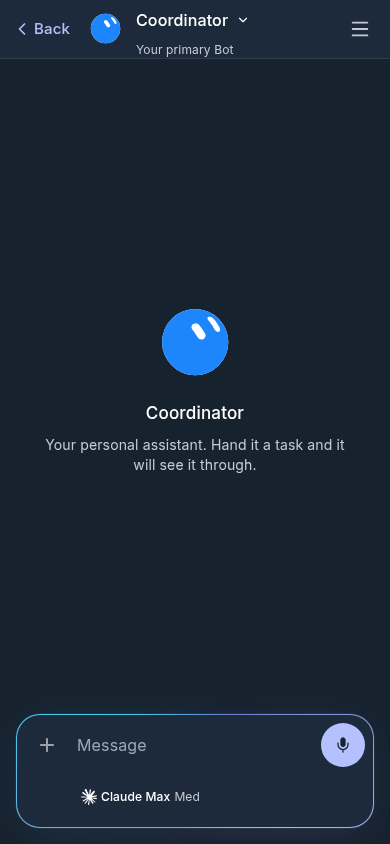 Back
Coordinator
Your primary Bot
Coordinator
Your personal assistant. Hand it a task and it
will see it through.
Message
Claude Max Med